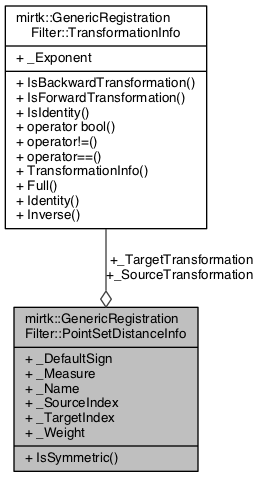 mirtk::GenericRegistration
Filter::TransformationInfo
+ _Exponent
+ IsBackwardTransformation()
+ IsForwardTransformation()
+ IsIdentity()
+ operator bool()
+ operator!=()
+ operator==()
+ TransformationInfo()
+ Full()
+ Identity()
+ Inverse()
+_TargetTransformation
+_SourceTransformation
mirtk::GenericRegistration
Filter::PointSetDistanceInfo
+ _DefaultSign
+ _Measure
+ _Name
+ _SourceIndex
+ _TargetIndex
+ _Weight
+ IsSymmetric()